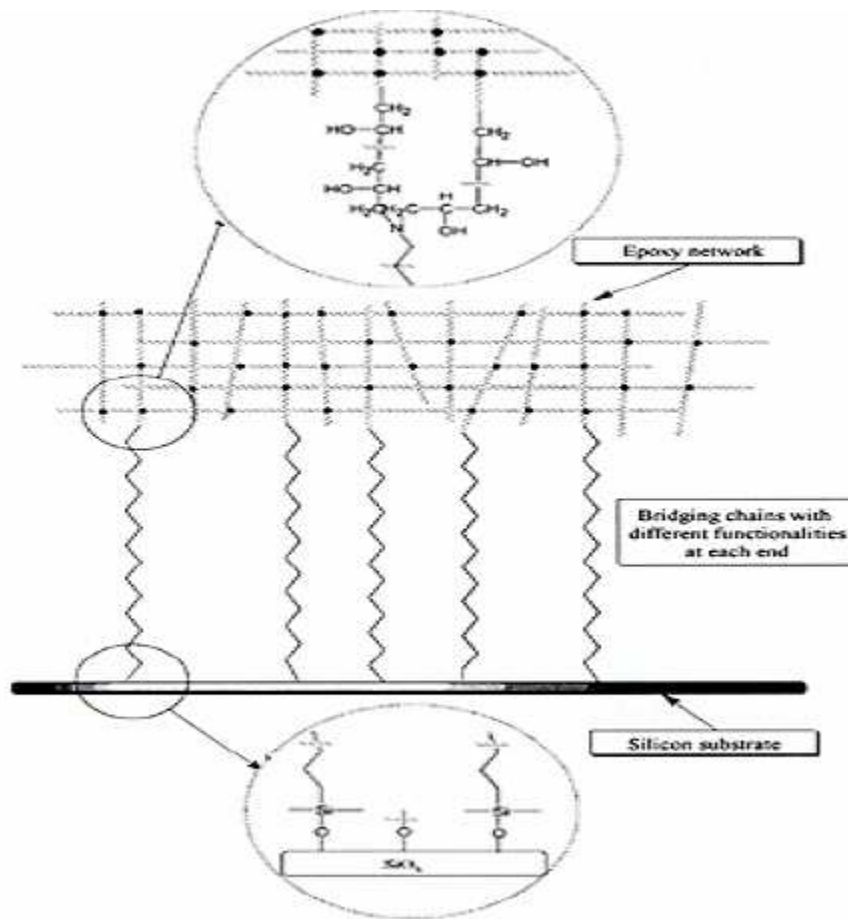 CH₂
HO—CH
CH₂
H₂C
CH—OH
HO—CH
H
H₂C
C
CH₂
N
OH
Epoxy network
Bridging chains with
different functionalities
at each end
Silicon substrate
Si
Si
O
O
O